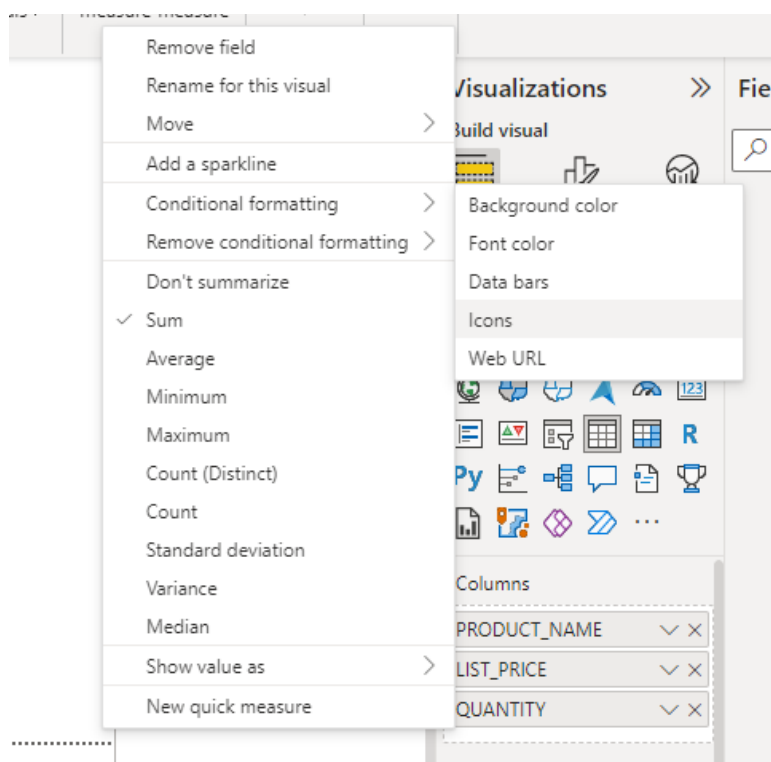 Remove field
Rename for this visual
Move
Add a sparkline
Conditional formatting
Remove conditional formatting
Don't summarize
Sum
Average
Minimum
Maximum
Count (Distinct)
Count
Standard deviation
Variance
Median
Show value as
New quick measure
Visualizations
Build visual
Background color
Font color
Data bars
Icons
Web URL
123
R
Py
Columns
PRODUCT_NAME
LIST_PRICE
QUANTITY